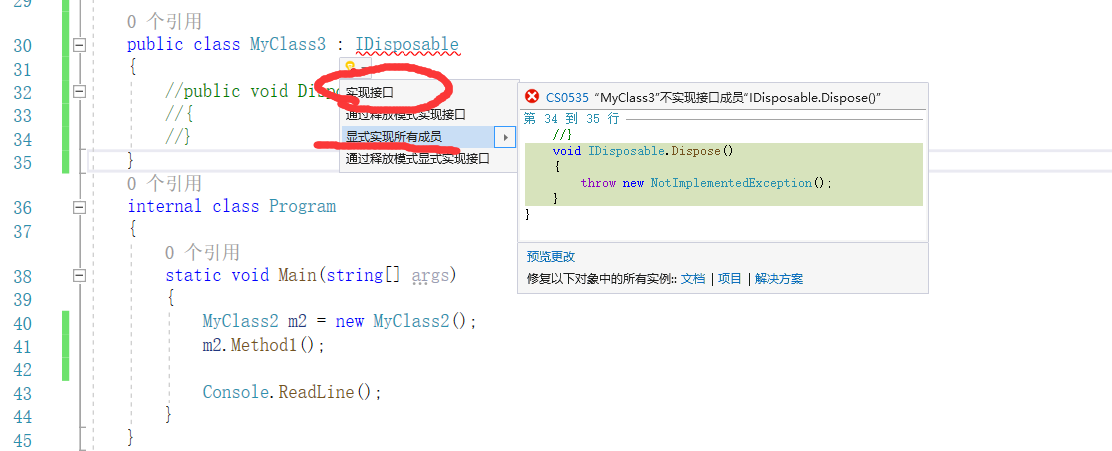 29
0 个引用
30 public class MyClass3 : IDisposable
31 {
32 //public void Disp
实现接口
33 //{
通过释放模式实现接口
34 //}
显式实现所有成员
35 }
通过释放模式显式实现接口
CS0535 “MyClass3”不实现接口成员“IDisposable.Dispose()”
第 34 到 35 行
//}
void IDisposable.Dispose()
{
throw new NotImplementedException();
}
}
预览更改
修复以下对象中的所有实例:: 文档 | 项目 | 解决方案
0 个引用
36 internal class Program
37 {
0 个引用
38 static void Main(string[] args)
39 {
40 MyClass2 m2 = new MyClass2();
41 m2.Method1();
42
43 Console.ReadLine();
44 }
45 }